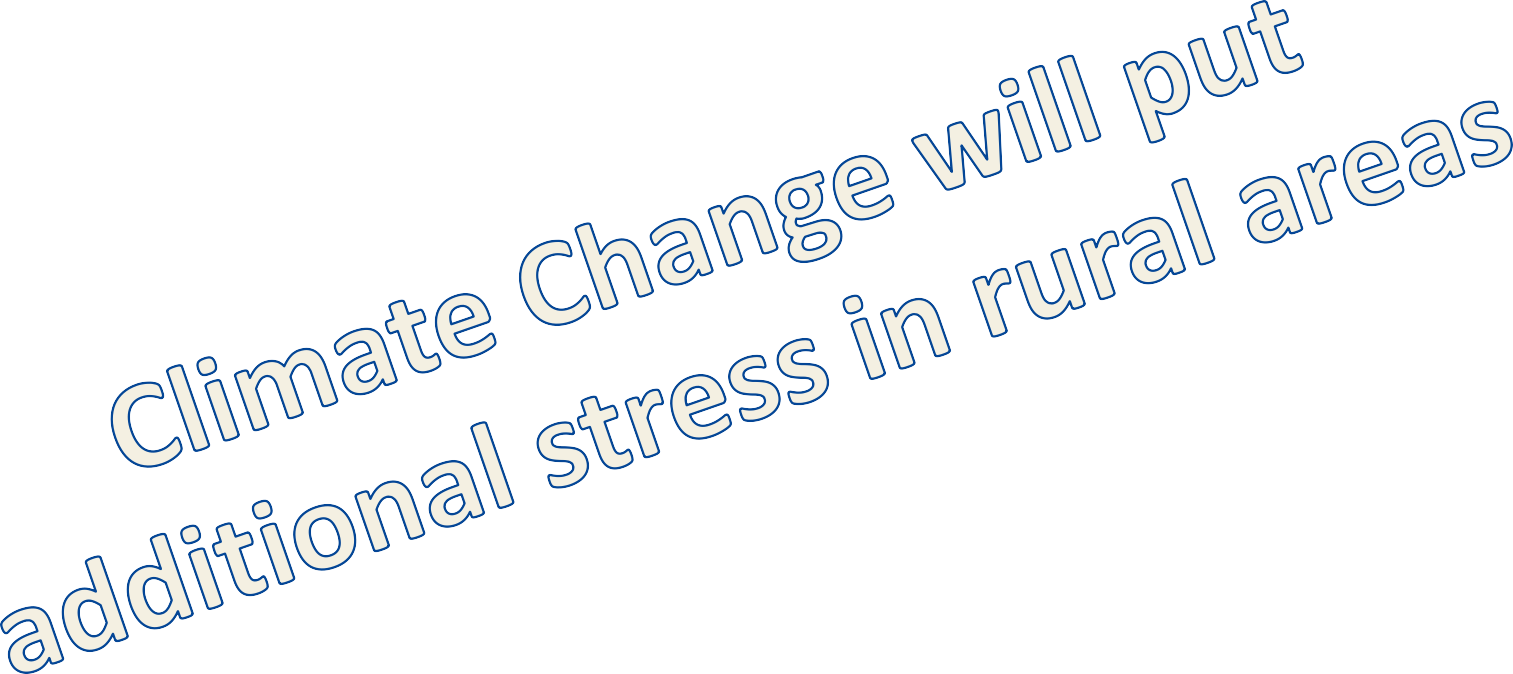 Climate Change will put
additional stress in rural areas